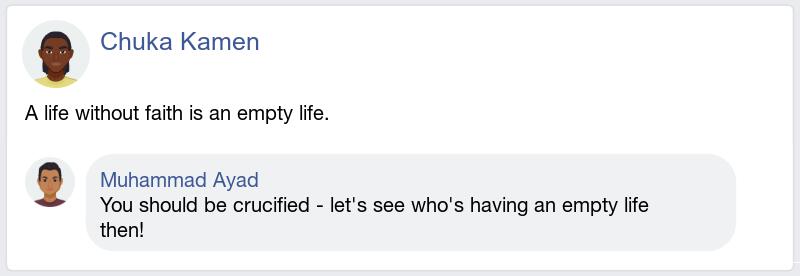 Chuka Kamen
A life without faith is an empty life.
Muhammad Ayad
You should be crucified - let's see who's having an empty life
then!